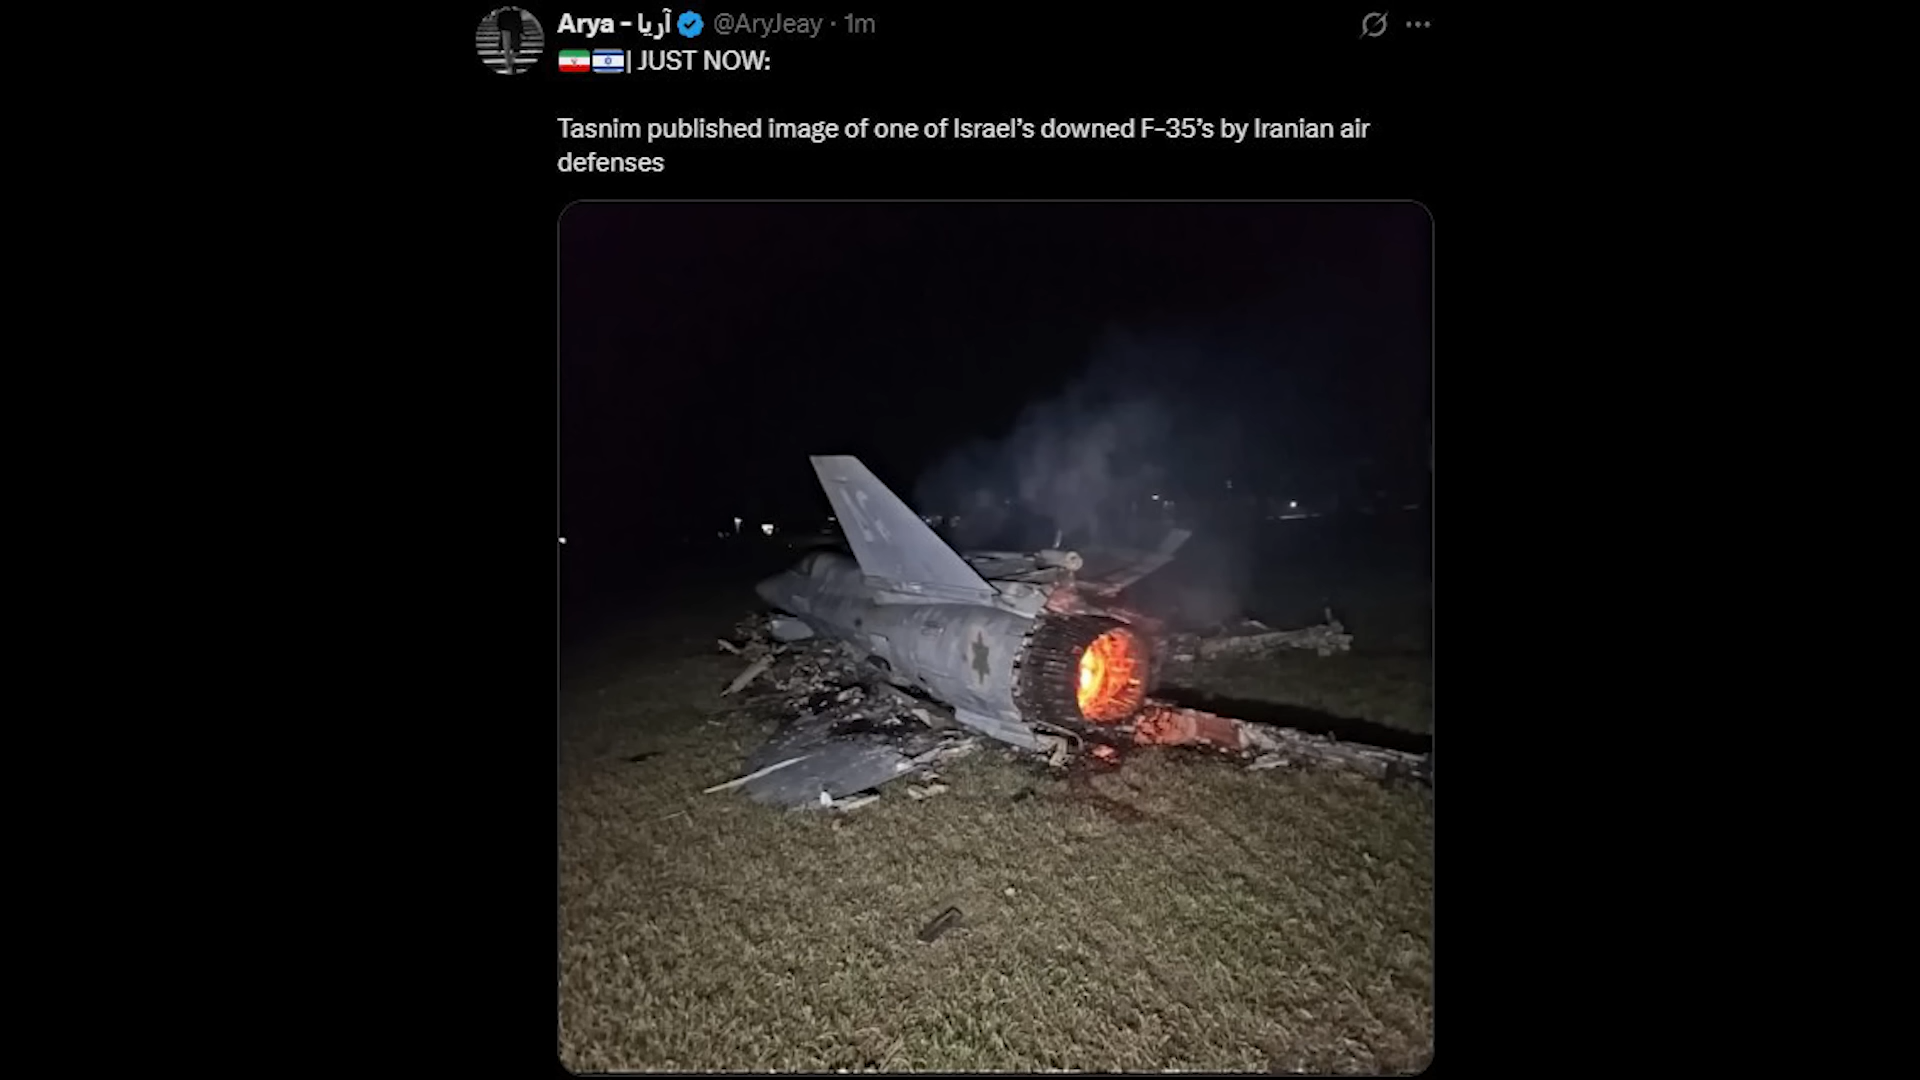 Arya - آریا @AryJeay · 1m
🇮🇷🇮🇱| JUST NOW:
Tasnim published image of one of Israel's downed F-35's by Iranian air
defenses